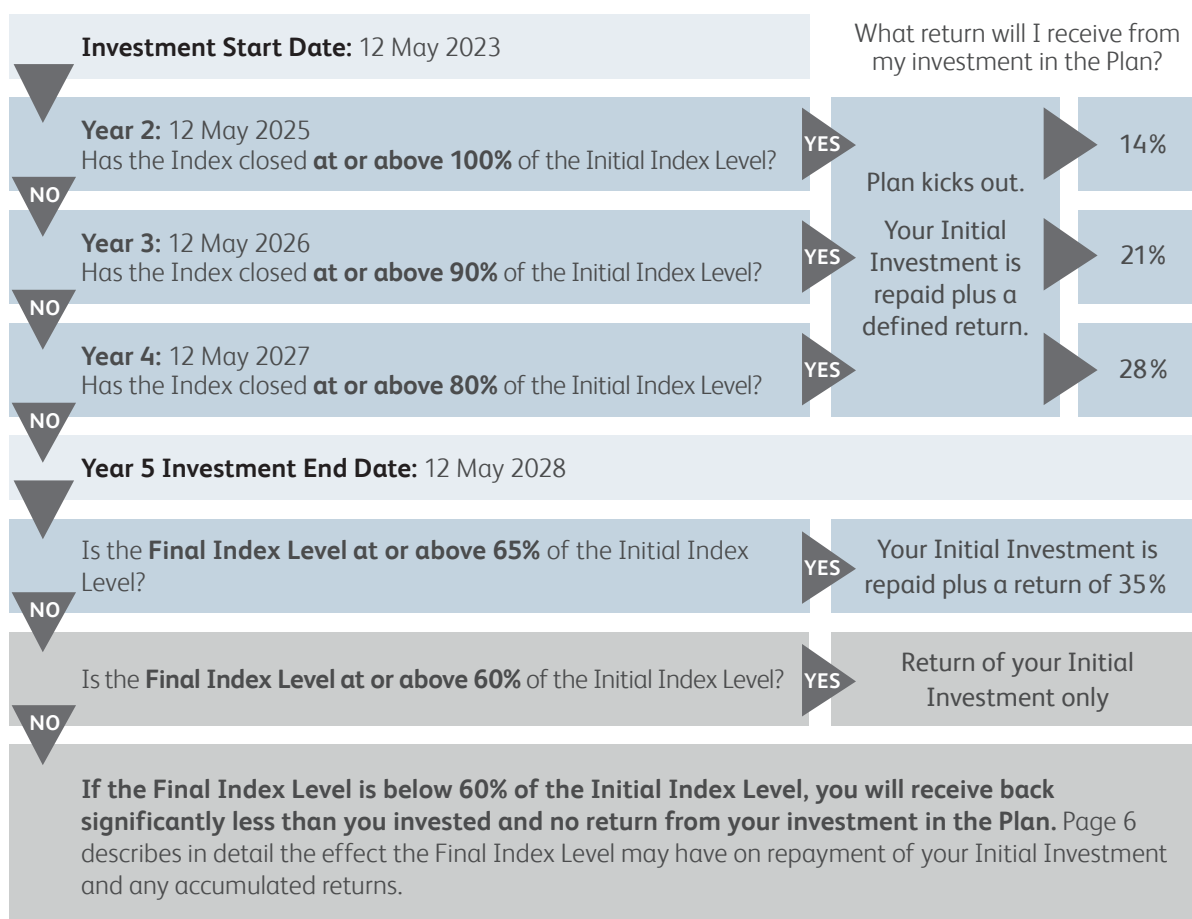 Investment Start Date: 12 May 2023
What return will I receive from
my investment in the Plan?
Year 2: 12 May 2025
Has the Index closed at or above 100% of the Initial Index Level?
YES
14%
NO
Year 3: 12 May 2026
Has the Index closed at or above 90% of the Initial Index Level?
YES
21%
NO
Year 4: 12 May 2027
Has the Index closed at or above 80% of the Initial Index Level?
YES
28%
Plan kicks out.
Your Initial
Investment is
repaid plus a
defined return.
NO
Year 5 Investment End Date: 12 May 2028
Is the Final Index Level at or above 65% of the Initial Index
Level?
YES
Your Initial Investment is
repaid plus a return of 35%
NO
Is the Final Index Level at or above 60% of the Initial Index Level?
YES
Return of your Initial
Investment only
NO
If the Final Index Level is below 60% of the Initial Index Level, you will receive back
significantly less than you invested and no return from your investment in the Plan. Page 6
describes in detail the effect the Final Index Level may have on repayment of your Initial Investment
and any accumulated returns.